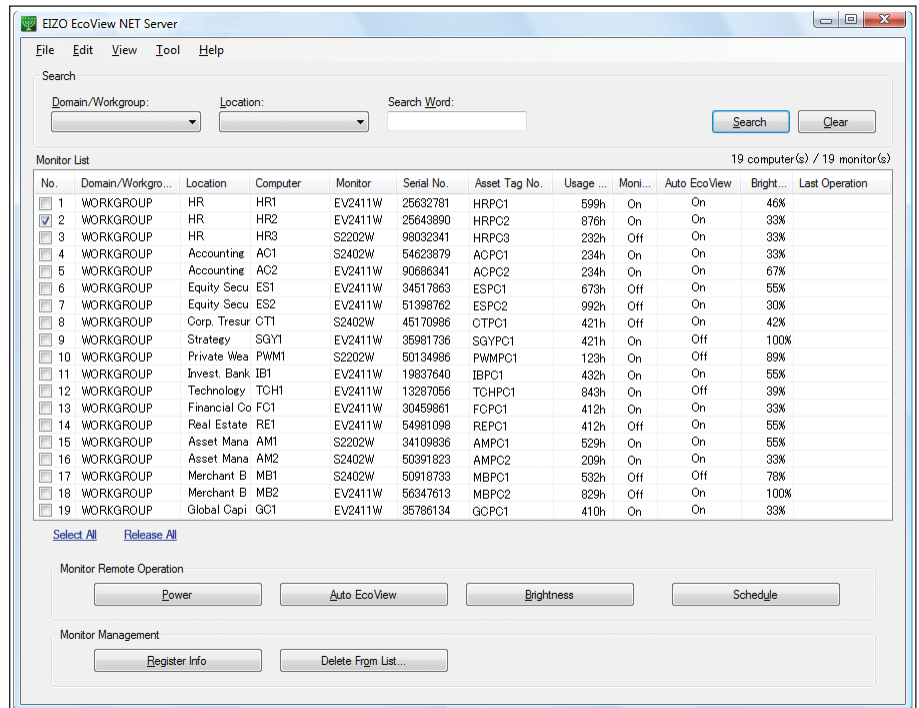 EIZO EcoView NET Server
File Edit View Tool Help
Search
Domain/Workgroup: Location: Search Word:
Search Clear
Monitor List 19 computer(s) / 19 monitor(s)
No. Domain/Workgro... Location Computer Monitor Serial No. Asset Tag No. Usage ... Moni... Auto EcoView Bright... Last Operation
1 WORKGROUP HR HR1 EV2411W 25632781 HRPC1 599h On On 46%
2 WORKGROUP HR HR2 EV2411W 25643890 HRPC2 876h On On 33%
3 WORKGROUP HR HR3 S2202W 98032341 HRPC3 232h Off On 33%
4 WORKGROUP Accounting AC1 S2402W 54623879 ACPC1 234h On On 33%
5 WORKGROUP Accounting AC2 EV2411W 90686341 ACPC2 234h On On 67%
6 WORKGROUP Equity Secu ES1 EV2411W 34517863 ESPC1 673h Off On 55%
7 WORKGROUP Equity Secu ES2 EV2411W 51398762 ESPC2 992h Off On 30%
8 WORKGROUP Corp. Tresur CT1 S2402W 45170986 CTPC1 421h Off On 42%
9 WORKGROUP Strategy SGY1 EV2411W 35981736 SGYPC1 421h On Off 100%
10 WORKGROUP Private Wea PWM1 S2202W 50134986 PWMPC1 123h On Off 89%
11 WORKGROUP Invest. Bank IB1 EV2411W 19837640 IBPC1 432h On On 55%
12 WORKGROUP Technology TCH1 EV2411W 13287056 TCHPC1 843h On Off 39%
13 WORKGROUP Financial Co FC1 EV2411W 30459861 FCPC1 412h On On 33%
14 WORKGROUP Real Estate RE1 EV2411W 54981098 REPC1 412h Off On 55%
15 WORKGROUP Asset Mana AM1 S2202W 34109836 AMPC1 529h On On 55%
16 WORKGROUP Asset Mana AM2 S2402W 50391823 AMPC2 209h On On 33%
17 WORKGROUP Merchant B MB1 S2402W 50918733 MBPC1 532h Off Off 78%
18 WORKGROUP Merchant B MB2 EV2411W 56347613 MBPC2 829h Off On 100%
19 WORKGROUP Global Capi GC1 EV2411W 35786134 GCPC1 410h On On 33%
Select All Release All
Monitor Remote Operation
Power Auto EcoView Brightness Schedule
Monitor Management
Register Info Delete From List...